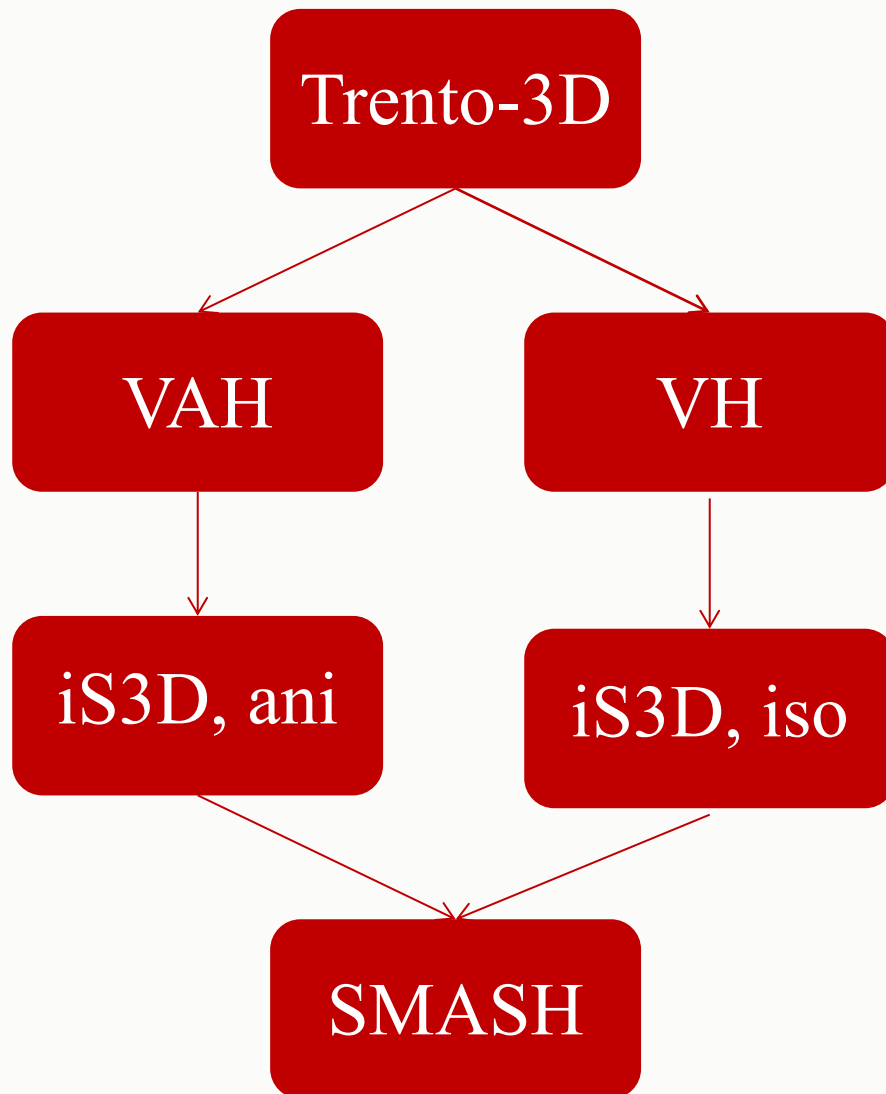 Trento-3D
VAH
VH
iS3D, ani
iS3D, iso
SMASH